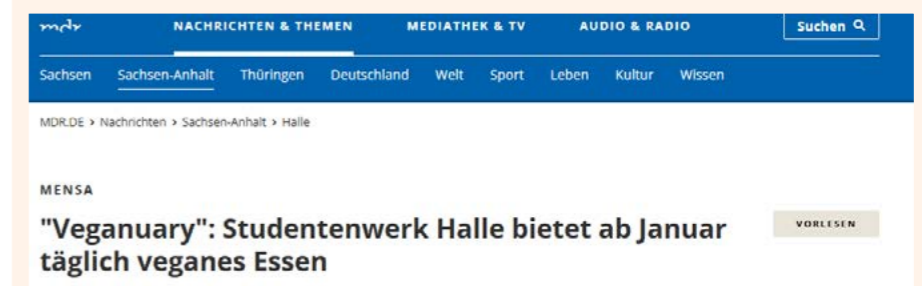 mdr NACHRICHTEN & THEMEN MEDIATHEK & TV AUDIO & RADIO Suchen
Sachsen Sachsen-Anhalt Thüringen Deutschland Welt Sport Leben Kultur Wissen
MDR.DE > Nachrichten > Sachsen-Anhalt > Halle
MENSA
"Veganuary": Studentenwerk Halle bietet ab Januar
VORLESEN
täglich veganes Essen